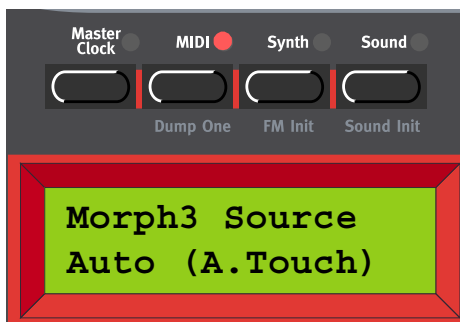 Master
Clock
MIDI
Synth
Sound
Dump One
FM Init
Sound Init
Morph3 Source
Auto (A.Touch)